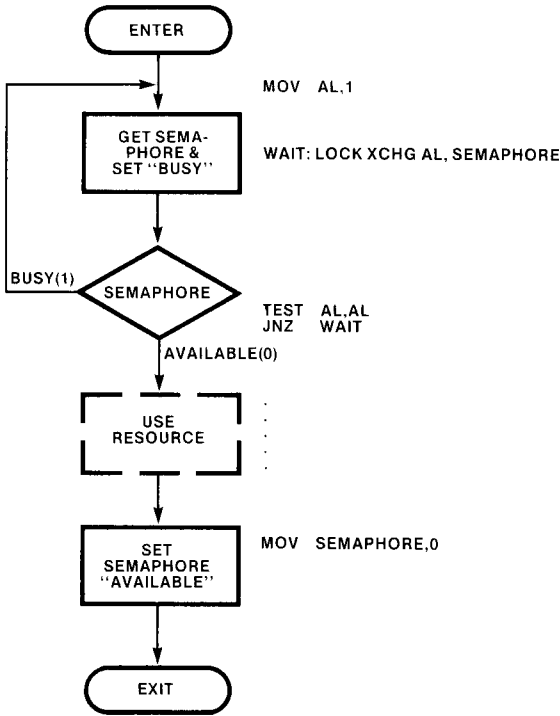 ENTER
MOV AL,1
GET SEMA-
PHORE &
SET "BUSY"
WAIT: LOCK XCHG AL, SEMAPHORE
BUSY(1)
SEMAPHORE
TEST AL,AL
JNZ WAIT
AVAILABLE(0)
USE
RESOURCE
SET
SEMAPHORE
"AVAILABLE"
MOV SEMAPHORE,0
EXIT